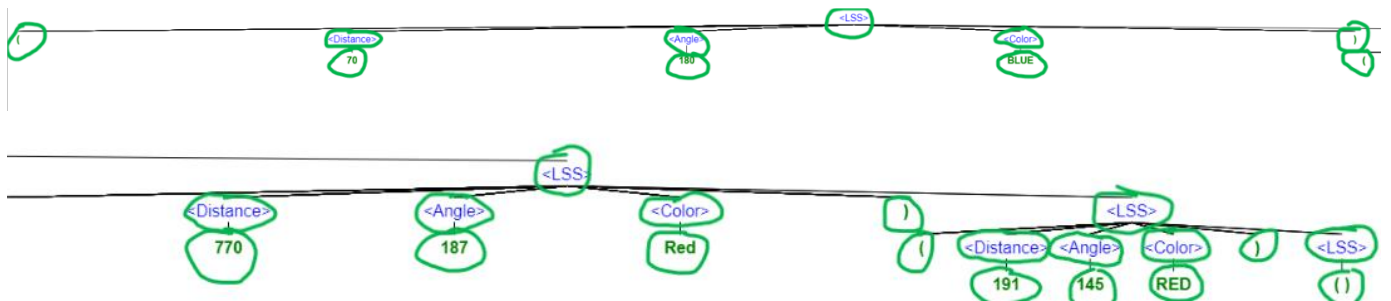 <LSS>
( <Distance> <Angle> <Color> )
70 180 BLUE (
<LSS>
<Distance> <Angle> <Color> ) <LSS>
770 187 Red ( <Distance> <Angle> <Color> ) <LSS>
191 145 RED ( )